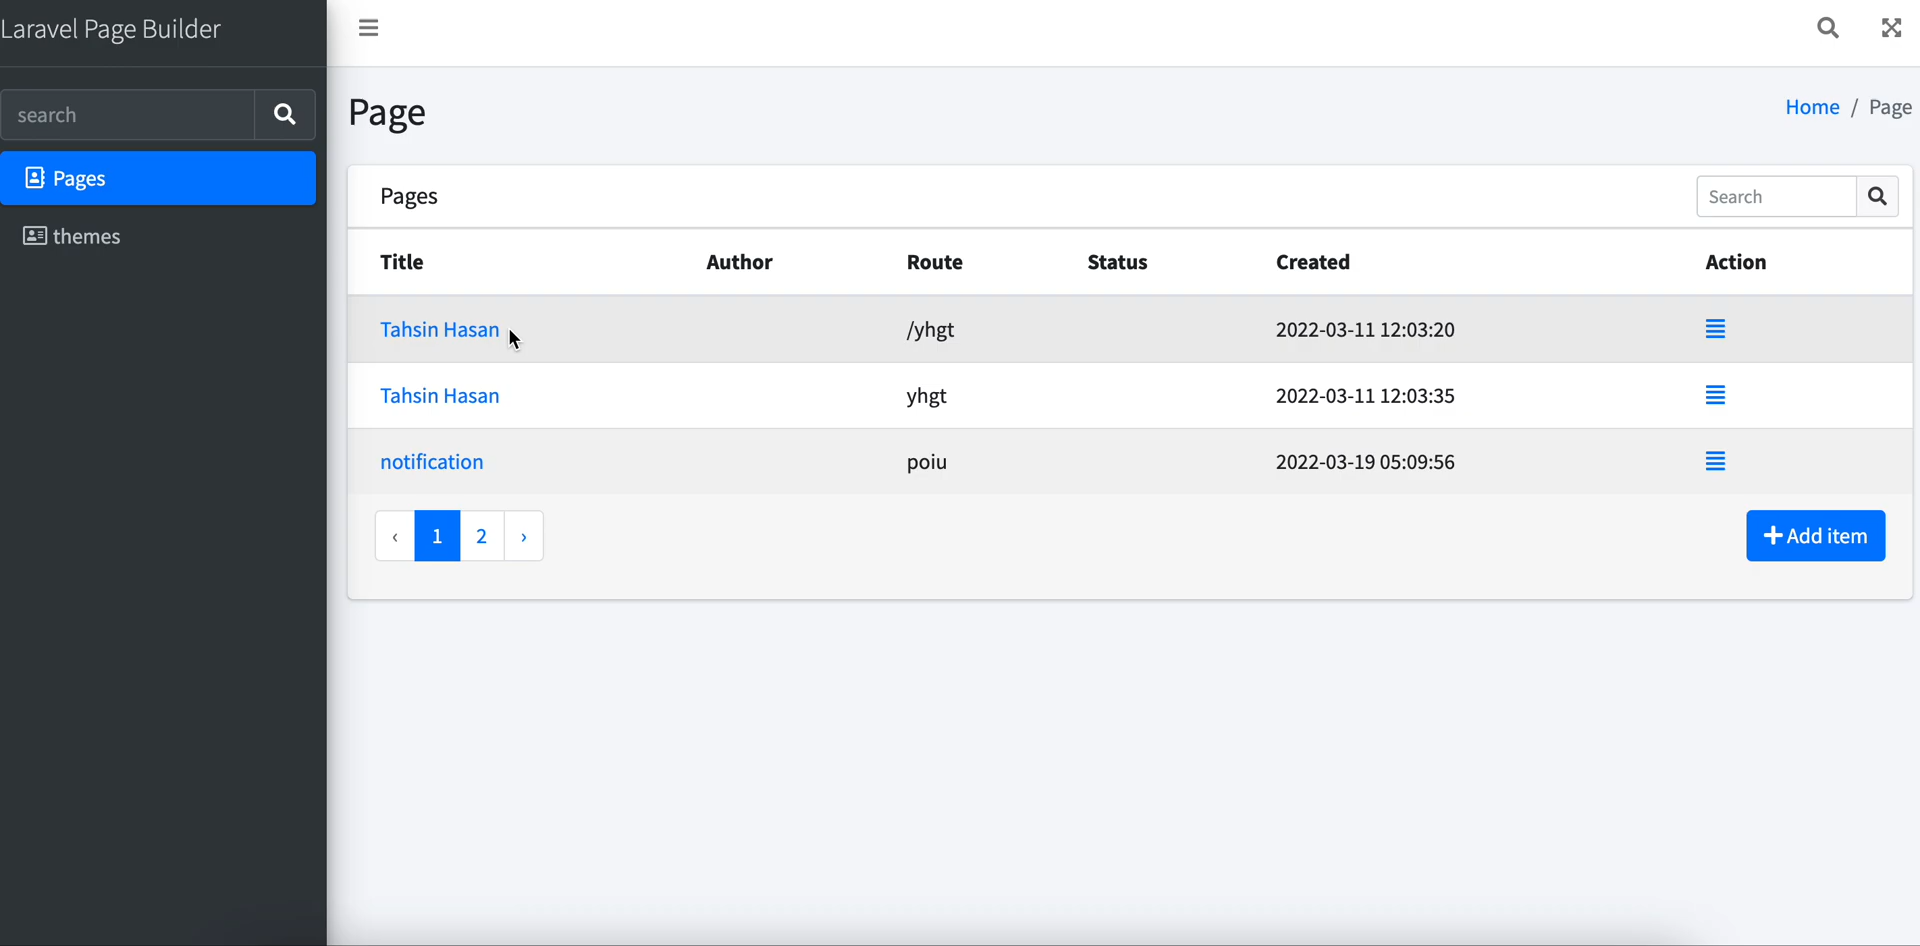 Laravel Page Builder
search
Pages
themes
Page
Home / Page
Pages
Search
Title Author Route Status Created Action
Tahsin Hasan /yhgt 2022-03-11 12:03:20
Tahsin Hasan yhgt 2022-03-11 12:03:35
notification poiu 2022-03-19 05:09:56
‹ 1 2 ›
+ Add item